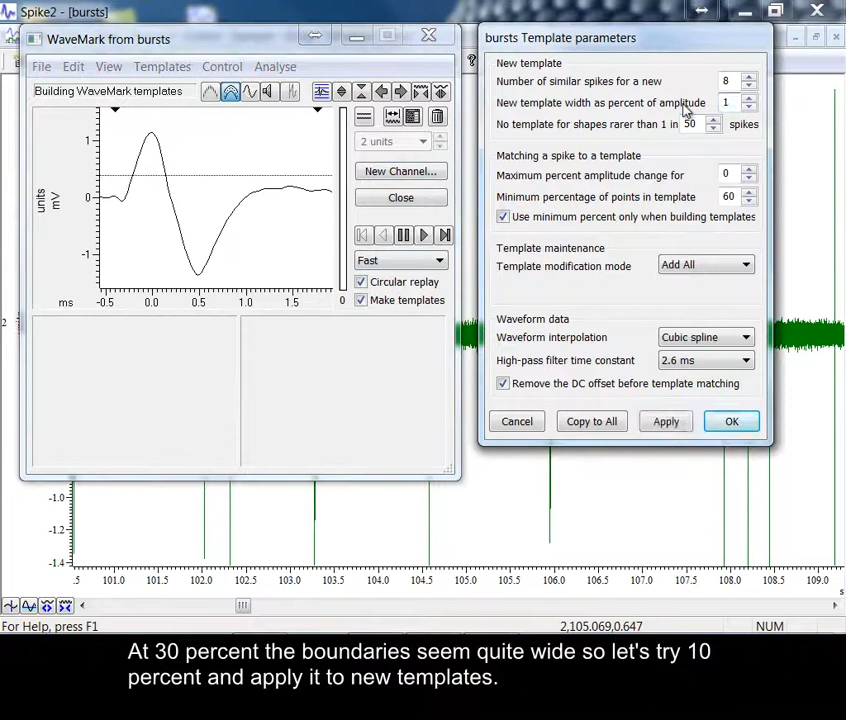 Spike2 - [bursts]
WaveMark from bursts
File Edit View Templates Control Analyse
Building WaveMark templates
2 units
New Channel...
Close
Fast
Circular replay
0 Make templates
units
mV
1
0
-1
ms -0.5 0.0 0.5 1.0 1.5
bursts Template parameters
New template
Number of similar spikes for a new 8
New template width as percent of amplitude 1
No template for shapes rarer than 1 in 50 spikes
Matching a spike to a template
Maximum percent amplitude change for 0
Minimum percentage of points in template 60
Use minimum percent only when building templates
Template maintenance
Template modification mode Add All
Waveform data
Waveform interpolation Cubic spline
High-pass filter time constant 2.6 ms
Remove the DC offset before template matching
Cancel Copy to All Apply OK
2
-1.0
-1.2
-1.4
.5 101.0 101.5 102.0 102.5 103.0 103.5 104.0 104.5 105.0 105.5 106.0 106.5 107.0 107.5 108.0 108.5 109.0
s
For Help, press F1 2,105.069,0.647 NUM
At 30 percent the boundaries seem quite wide so let's try 10
percent and apply it to new templates.